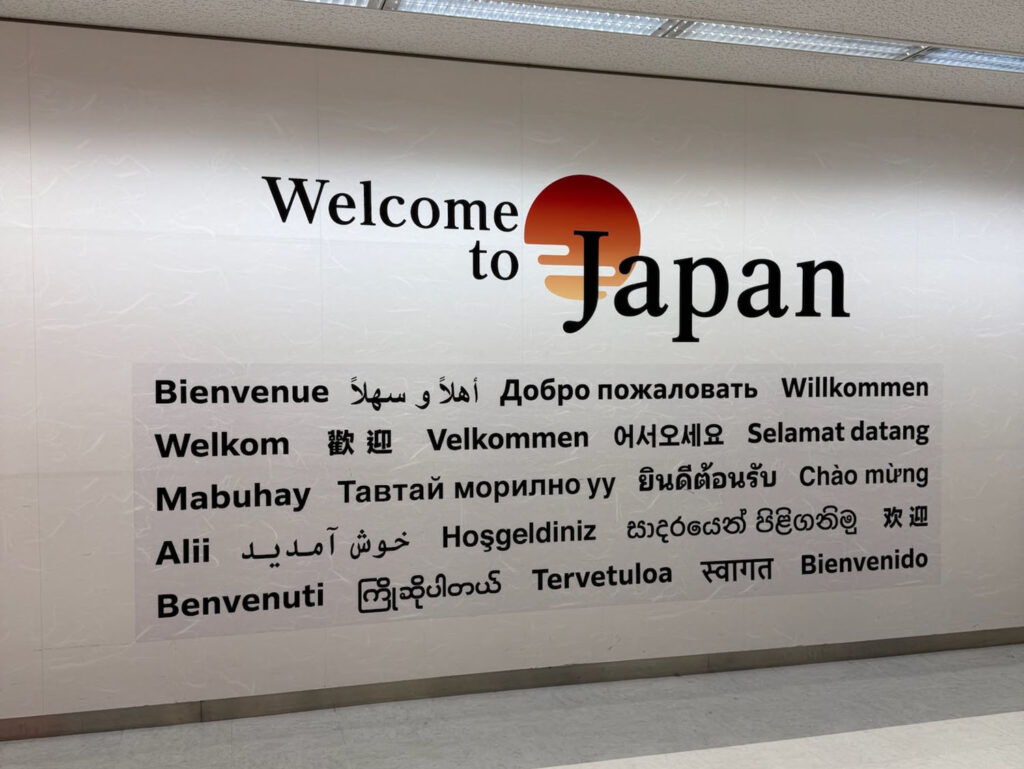 Welcome
to
Japan
Bienvenue أهلاً و سهلاً Добро пожаловать Willkommen
Welkom 歡迎 Velkommen 어서오세요 Selamat datang
Mabuhay Тавтай морилно уу ยินดีต้อนรับ Chào mừng
Alii خوش آمدید Hoşgeldiniz සාදරයෙන් පිළිගනිමු 欢迎
Benvenuti ကြိုဆိုပါတယ် Tervetuloa स्वागत Bienvenido